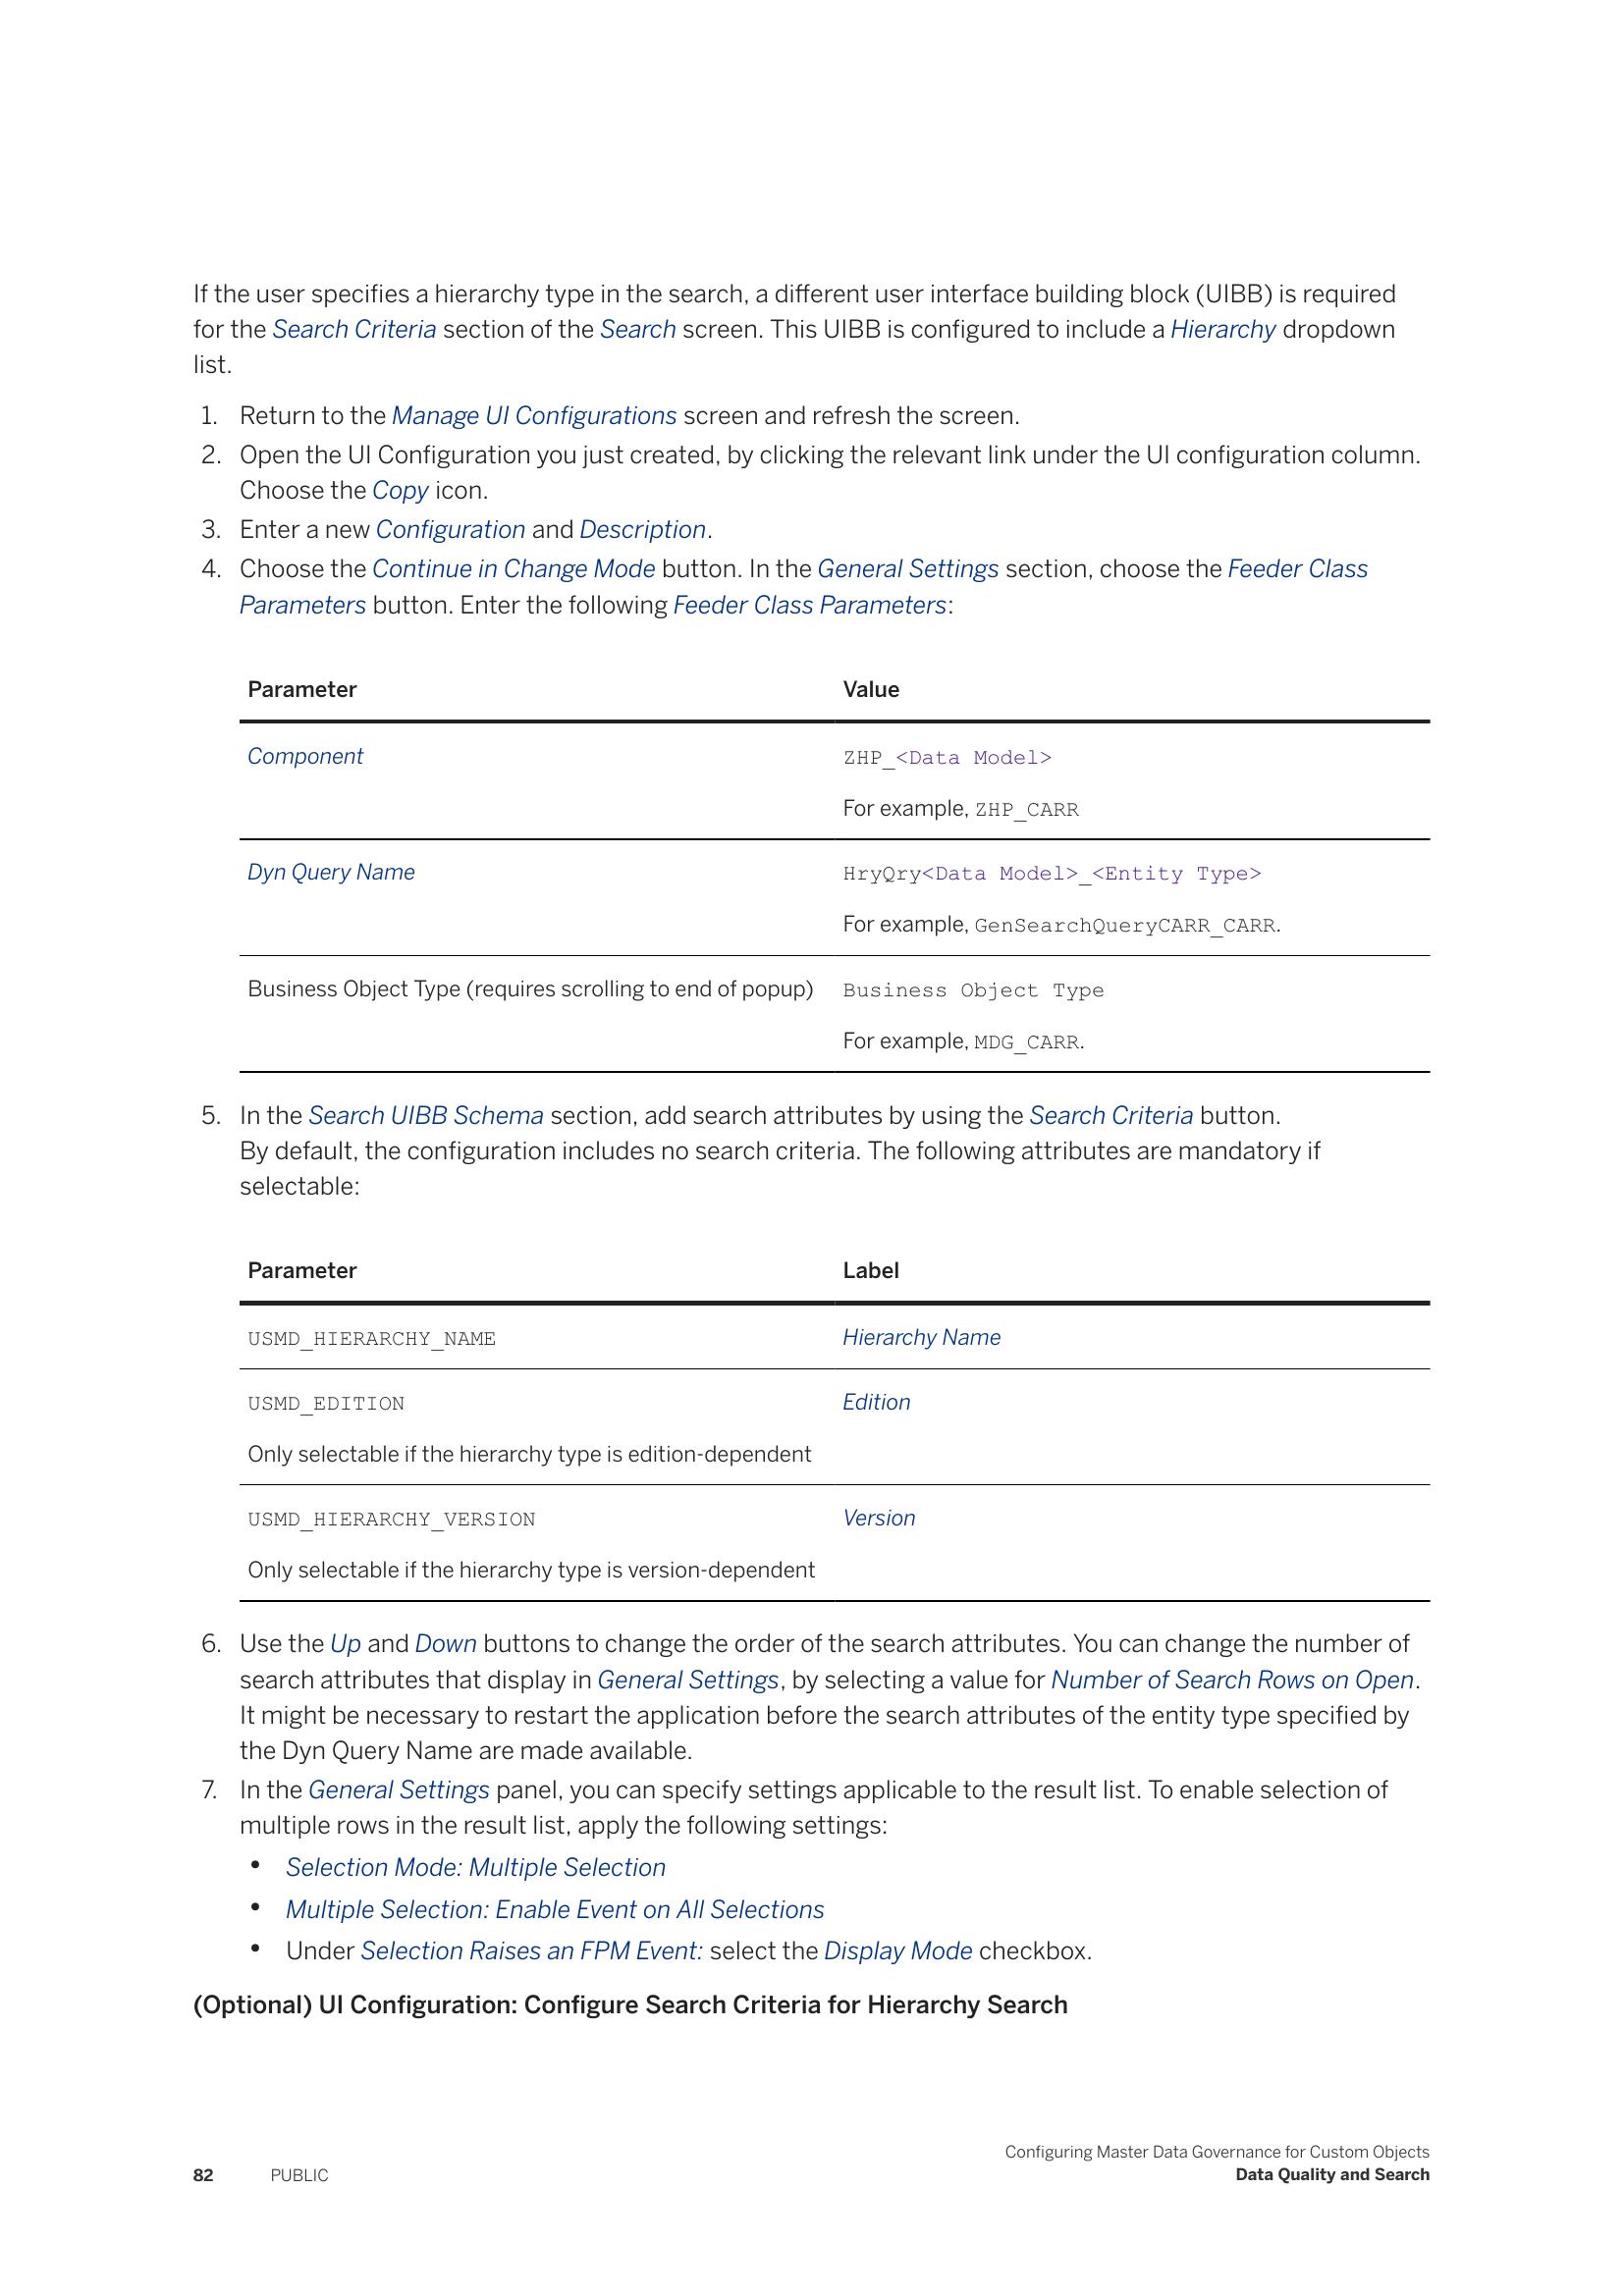 If the user specifies a hierarchy type in the search, a different user interface building block (UIBB) is required
for the Search Criteria section of the Search screen. This UIBB is configured to include a Hierarchy dropdown
list.
1. Return to the Manage UI Configurations screen and refresh the screen.
2. Open the UI Configuration you just created, by clicking the relevant link under the UI configuration column.
Choose the Copy icon.
3. Enter a new Configuration and Description.
4. Choose the Continue in Change Mode button. In the General Settings section, choose the Feeder Class
Parameters button. Enter the following Feeder Class Parameters:
Parameter Value
Component ZHP_<Data Model>
For example, ZHP_CARR
Dyn Query Name HryQry<Data Model>_<Entity Type>
For example, GenSearchQueryCARR_CARR.
Business Object Type (requires scrolling to end of popup) Business Object Type
For example, MDG_CARR.
5. In the Search UIBB Schema section, add search attributes by using the Search Criteria button.
By default, the configuration includes no search criteria. The following attributes are mandatory if
selectable:
Parameter Label
USMD_HIERARCHY_NAME Hierarchy Name
USMD_EDITION Edition
Only selectable if the hierarchy type is edition-dependent
USMD_HIERARCHY_VERSION Version
Only selectable if the hierarchy type is version-dependent
6. Use the Up and Down buttons to change the order of the search attributes. You can change the number of
search attributes that display in General Settings, by selecting a value for Number of Search Rows on Open.
It might be necessary to restart the application before the search attributes of the entity type specified by
the Dyn Query Name are made available.
7. In the General Settings panel, you can specify settings applicable to the result list. To enable selection of
multiple rows in the result list, apply the following settings:
• Selection Mode: Multiple Selection
• Multiple Selection: Enable Event on All Selections
• Under Selection Raises an FPM Event: select the Display Mode checkbox.
(Optional) UI Configuration: Configure Search Criteria for Hierarchy Search
Configuring Master Data Governance for Custom Objects
82 PUBLIC Data Quality and Search